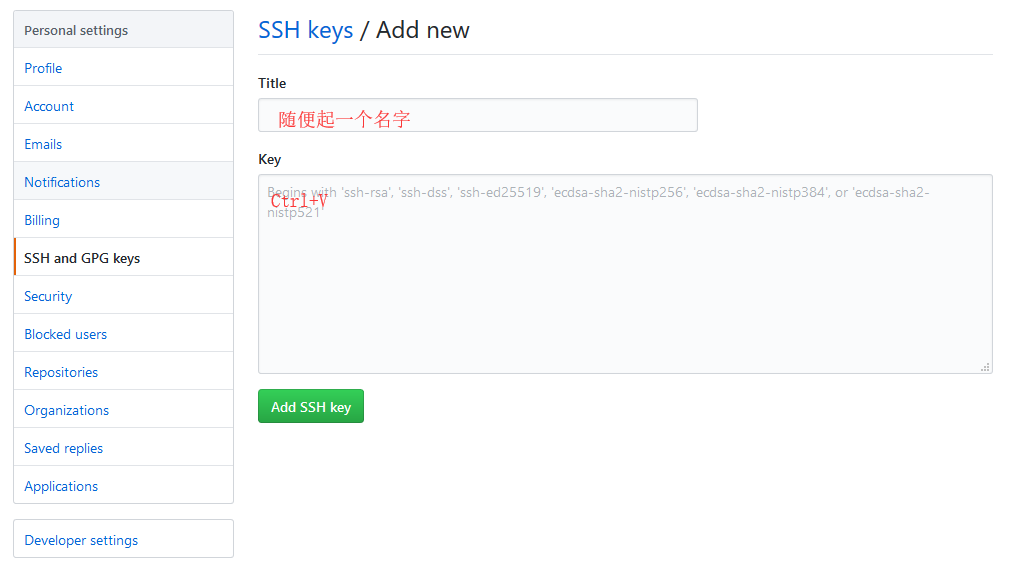 Personal settings
Profile
Account
Emails
Notifications
Billing
SSH and GPG keys
Security
Blocked users
Repositories
Organizations
Saved replies
Applications
Developer settings
SSH keys / Add new
Title
随便起一个名字
Key
Begins with 'ssh-rsa', 'ssh-dss', 'ssh-ed25519', 'ecdsa-sha2-nistp256', 'ecdsa-sha2-nistp384', or 'ecdsa-sha2-
nistp521'
Ctrl+V
Add SSH key